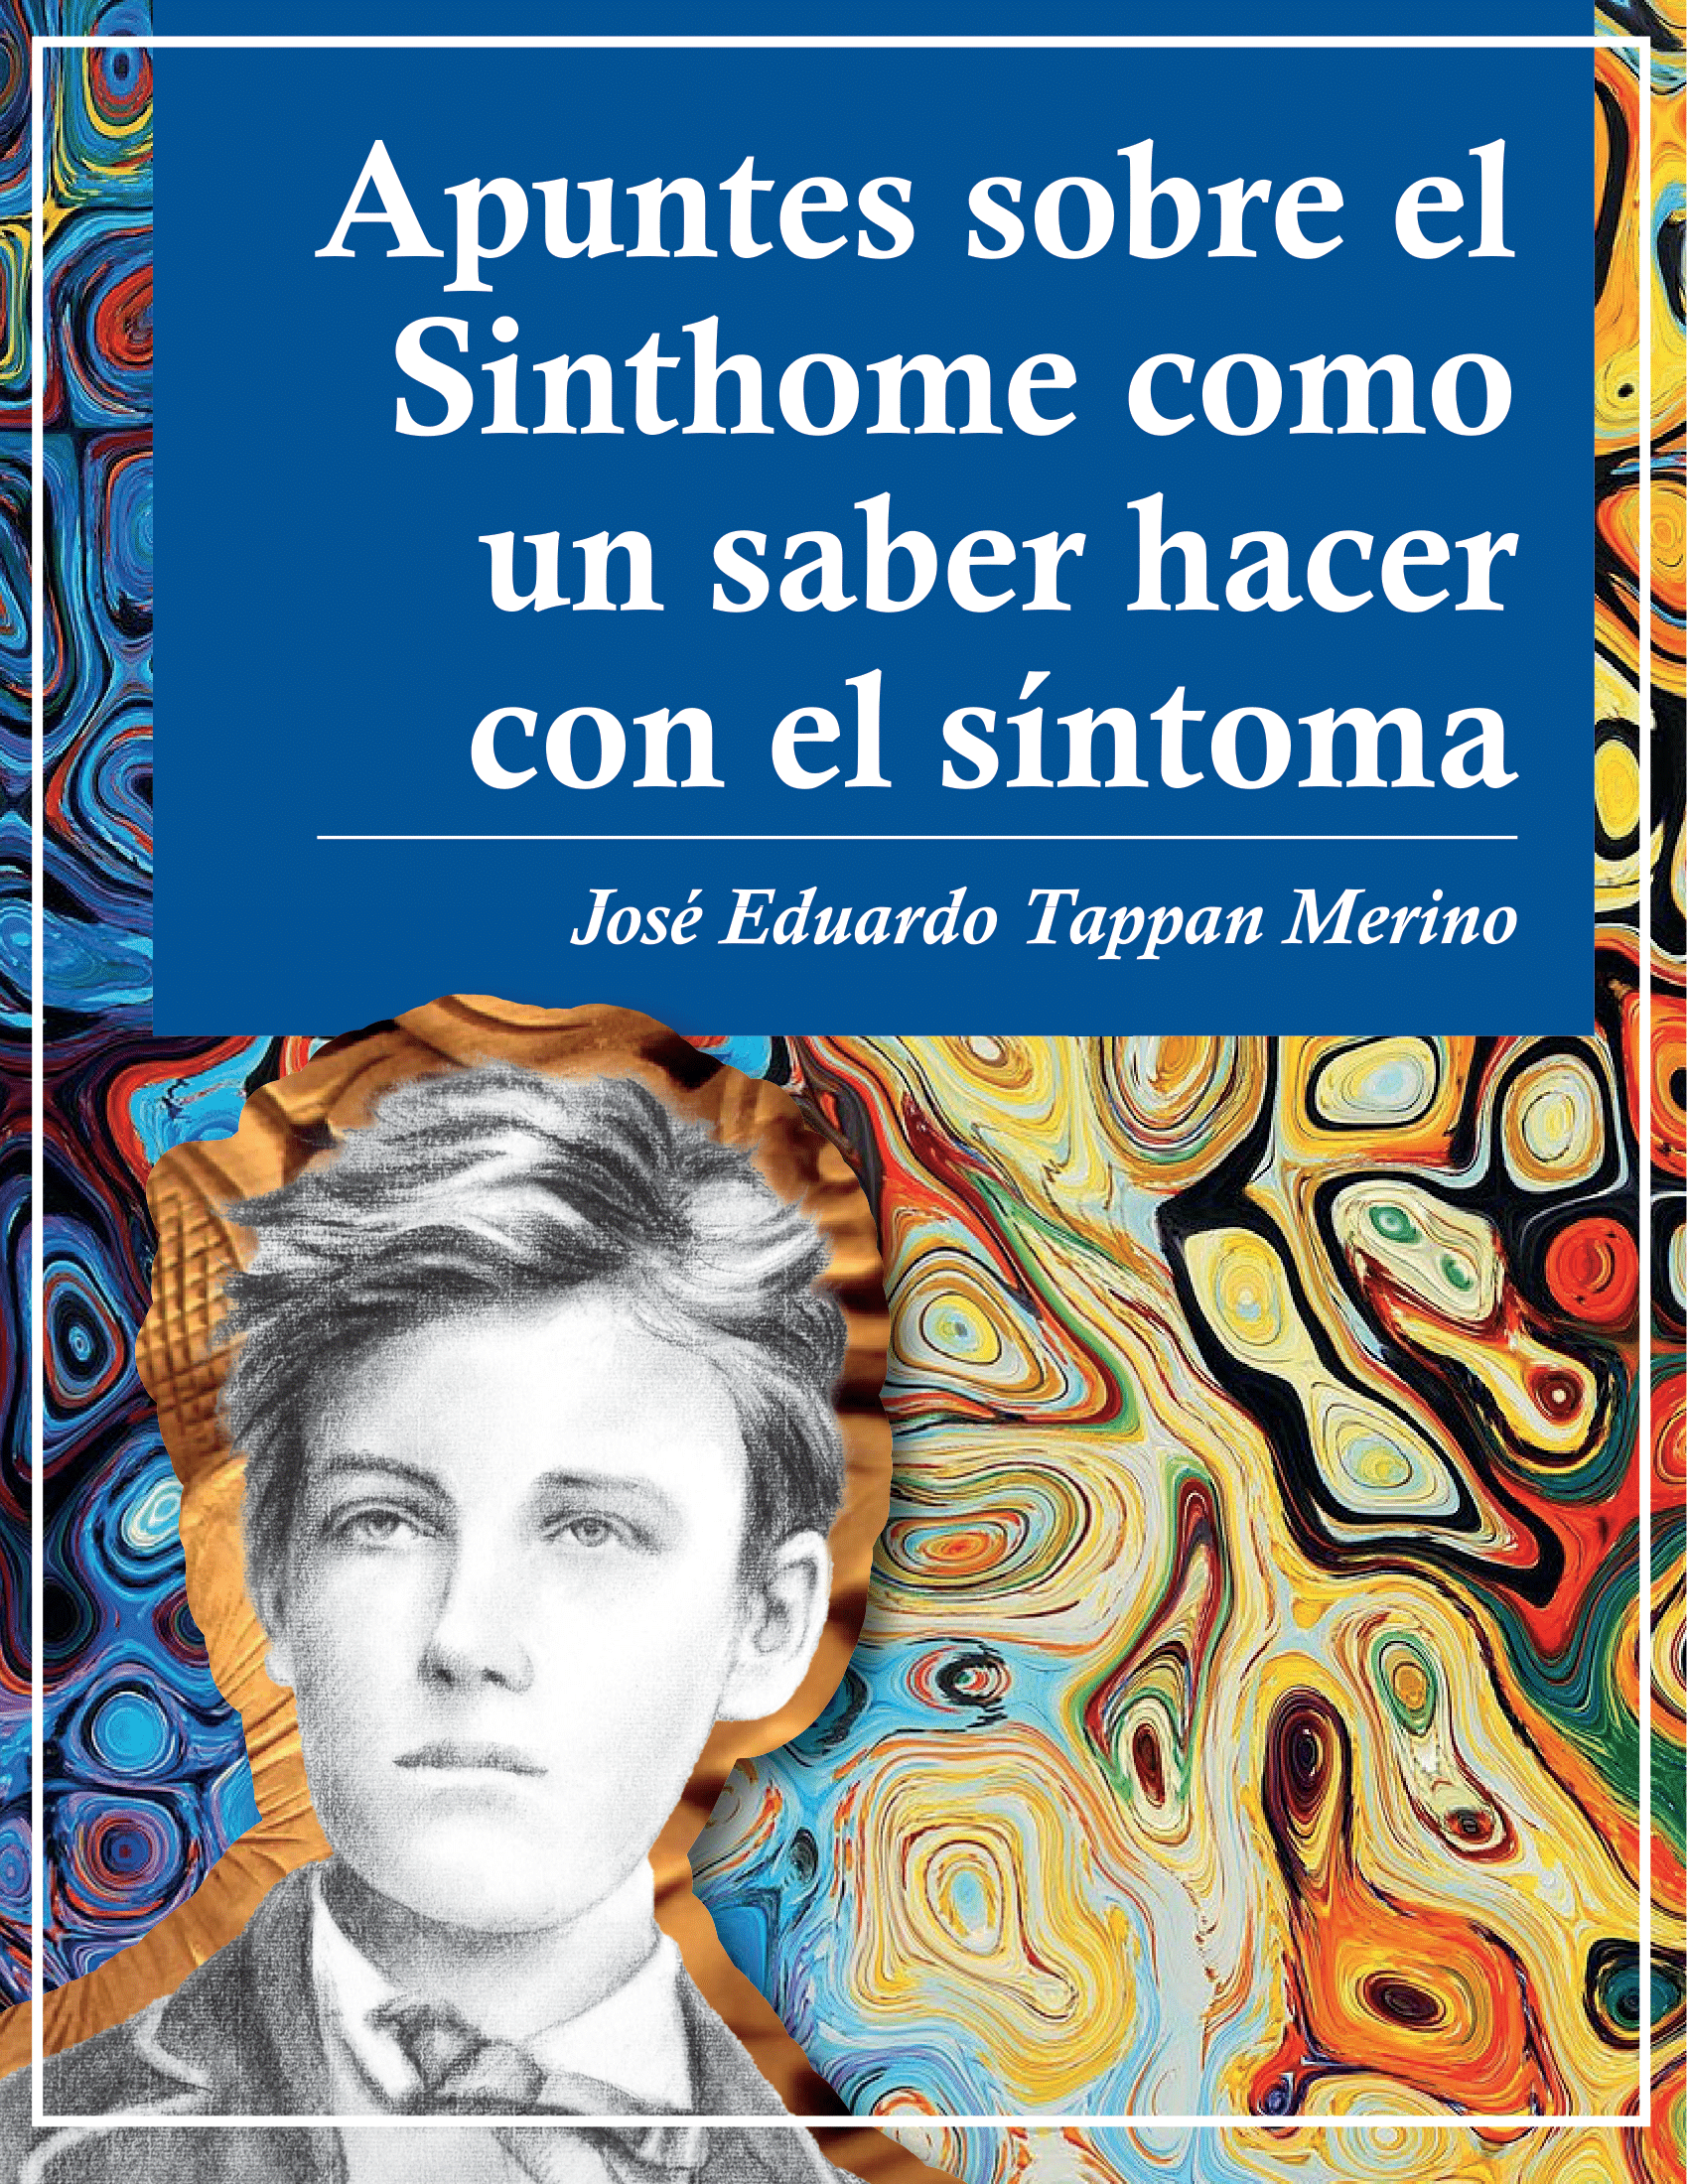 Apuntes sobre el
Sinthome como
un saber hacer
con el síntoma
José Eduardo Tappan Merino